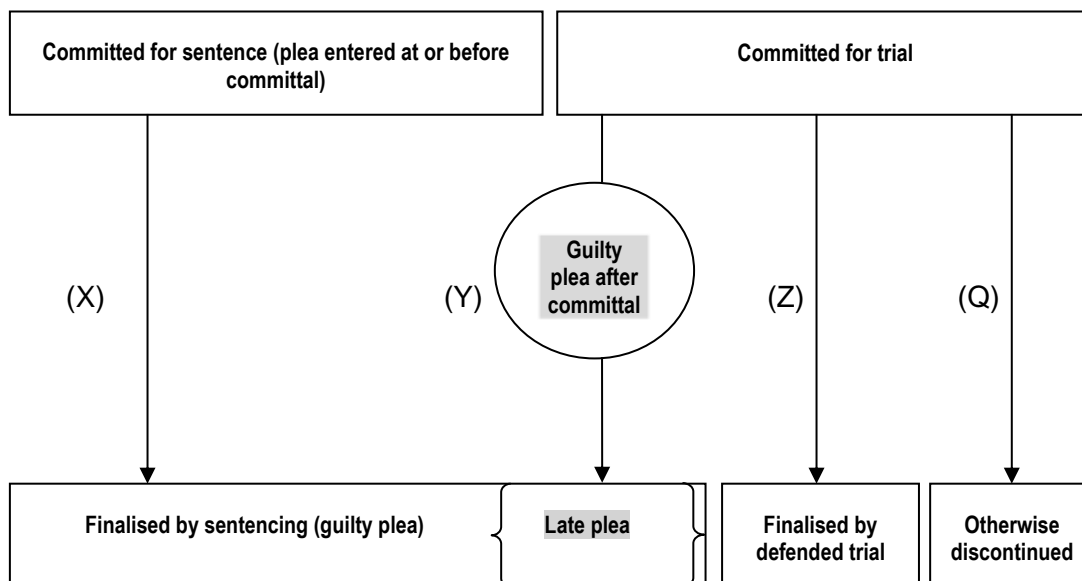 Committed for sentence (plea entered at or before
committal)
Committed for trial
(X)
(Y)
Guilty
plea after
committal
(Z)
(Q)
Finalised by sentencing (guilty plea)
Late plea
Finalised by
defended trial
Otherwise
discontinued